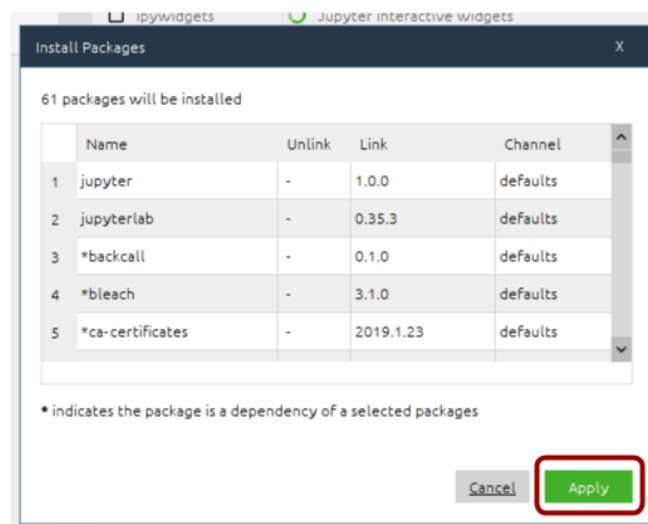 ipywidgets Jupyter interactive widgets
Install Packages X
61 packages will be installed
Name Unlink Link Channel
1 jupyter - 1.0.0 defaults
2 jupyterlab - 0.35.3 defaults
3 *backcall - 0.1.0 defaults
4 *bleach - 3.1.0 defaults
5 *ca-certificates - 2019.1.23 defaults
* indicates the package is a dependency of a selected packages
Cancel Apply